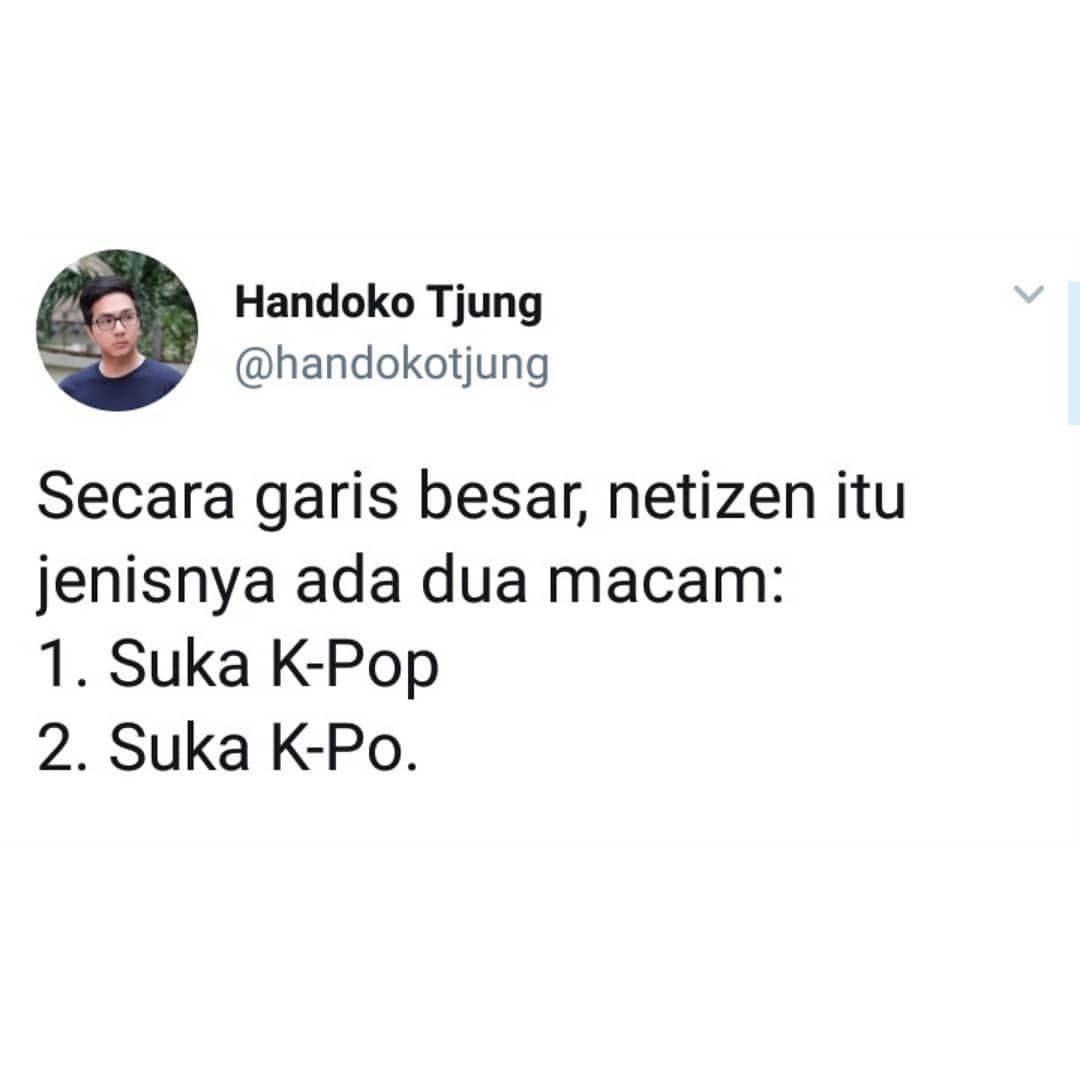 Handoko Tjung
@handokotjung
Secara garis besar, netizen itu
jenisnya ada dua macam:
1. Suka K-Pop
2. Suka K-Po.